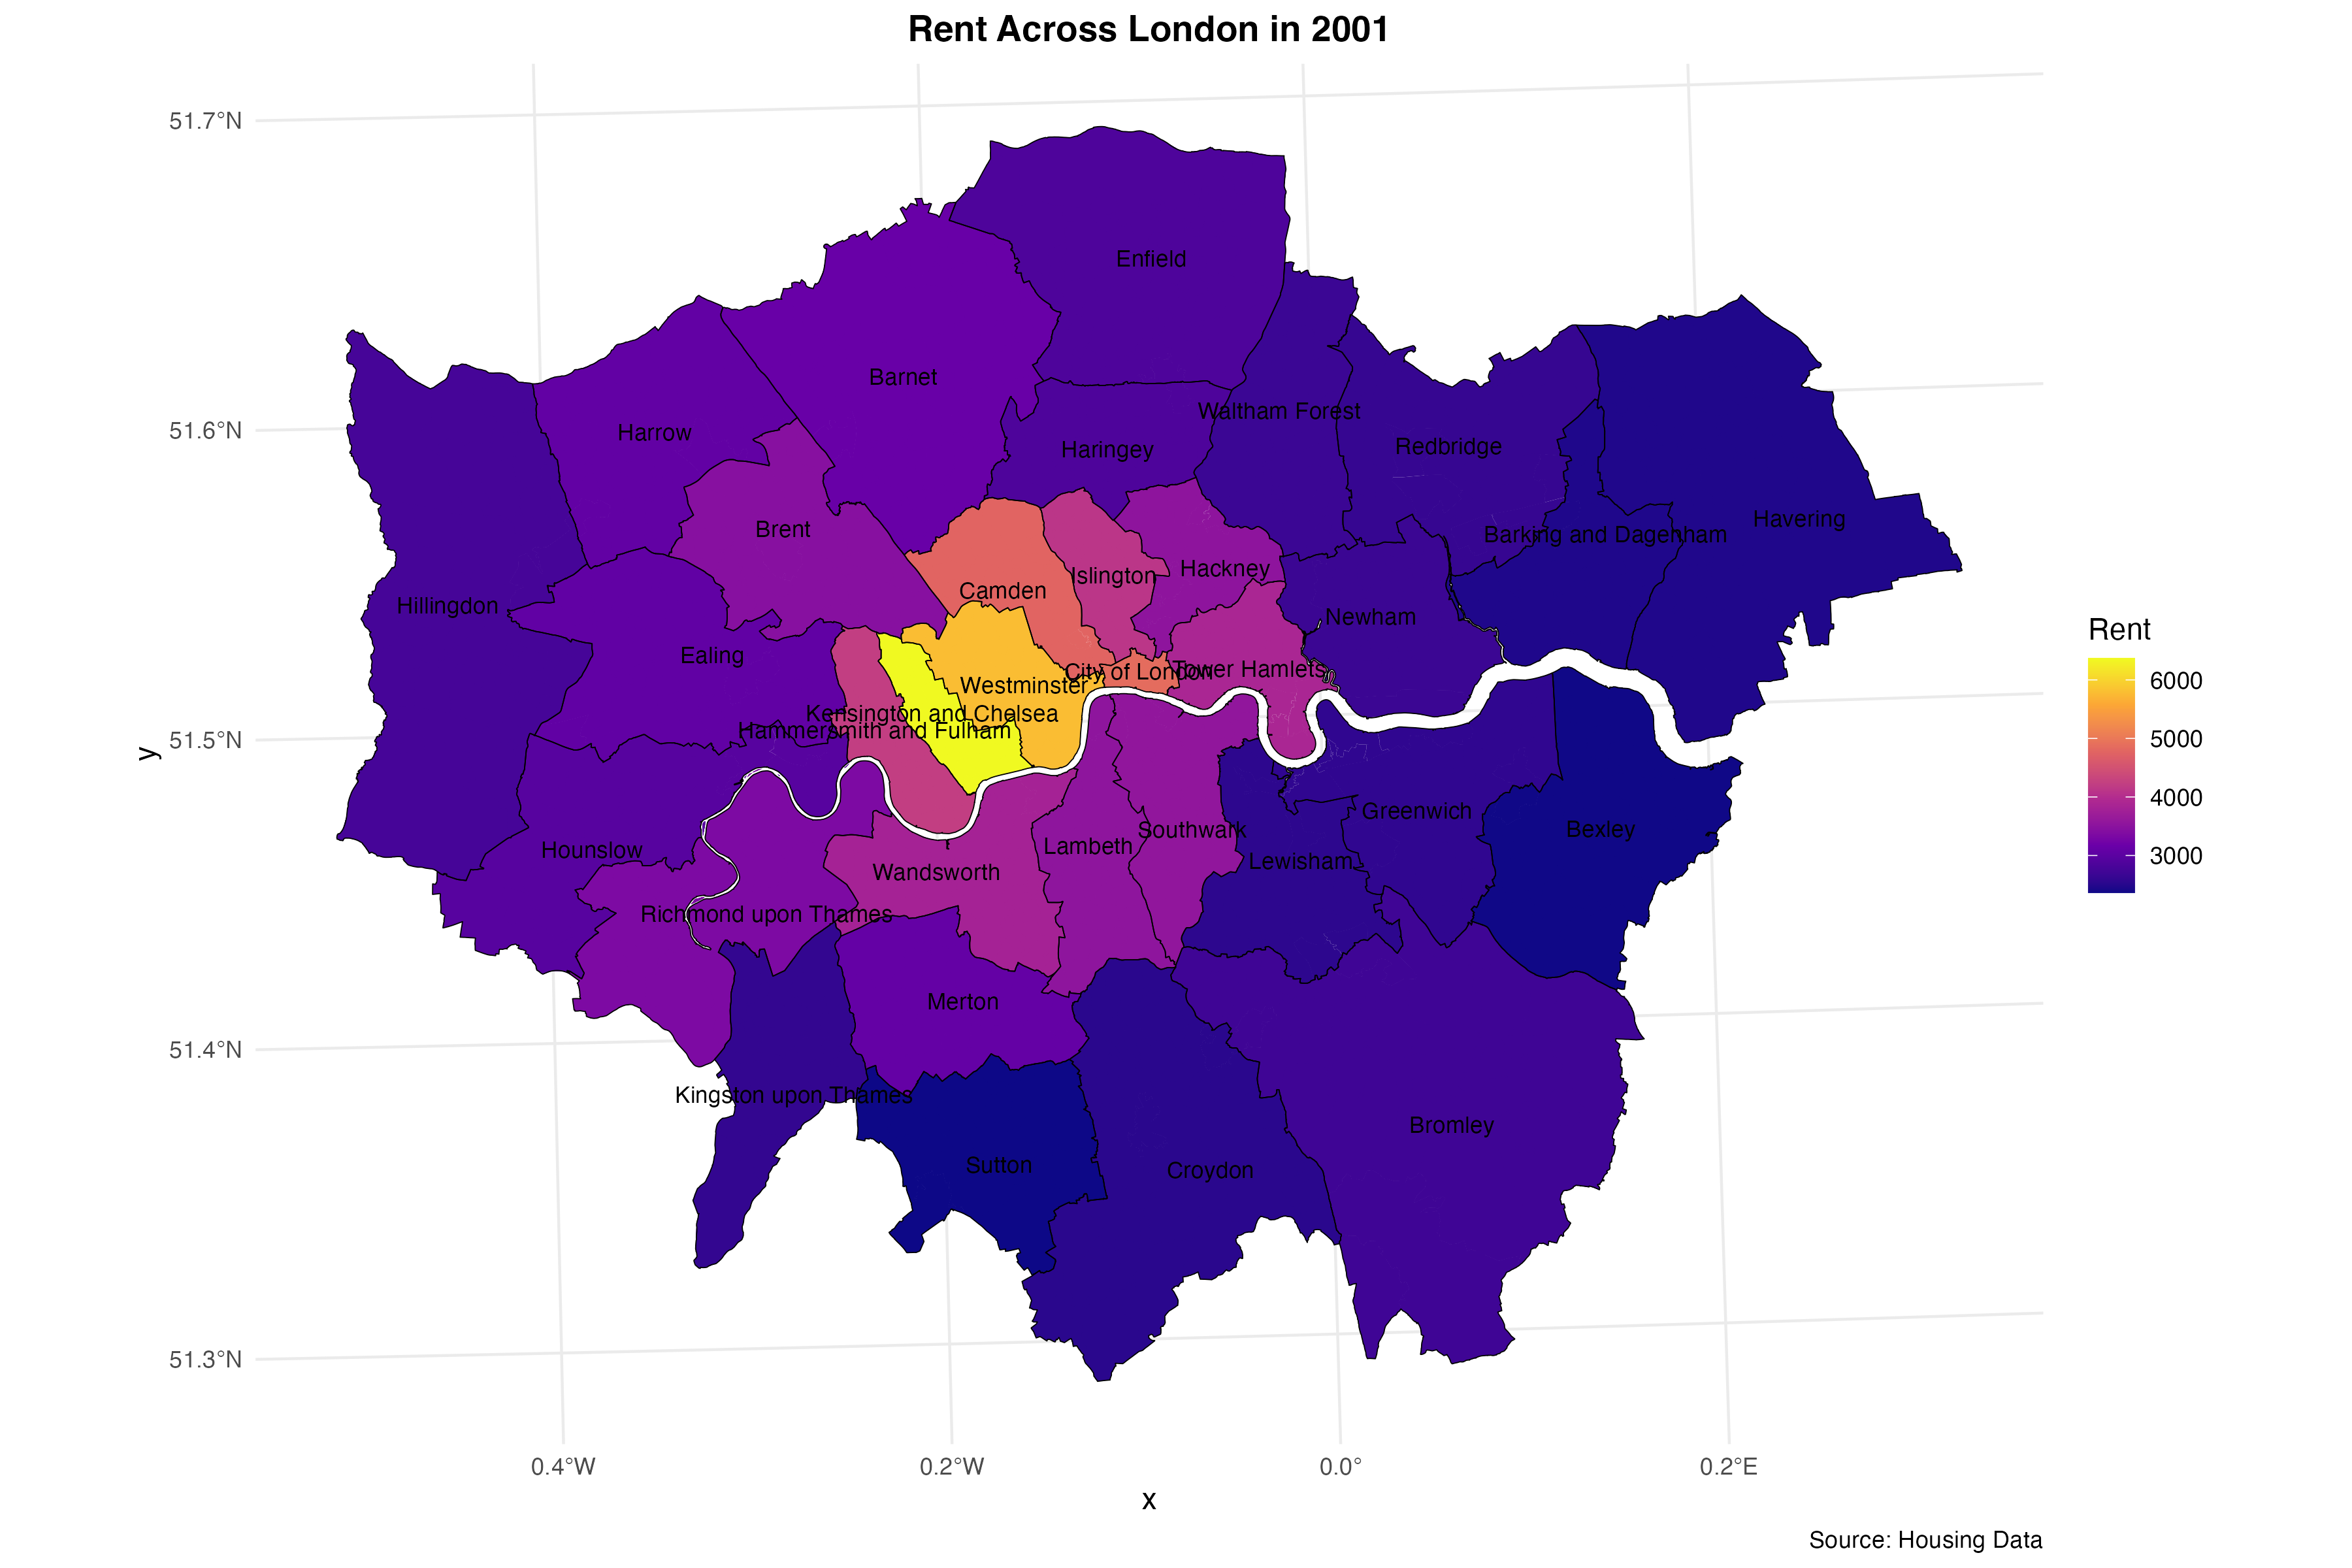 Rent Across London in 2001
51.7°N
51.6°N
51.5°N
51.4°N
51.3°N
y
Enfield
Barnet
Waltham Forest
Harrow
Redbridge
Haringey
Havering
Brent
Barking and Dagenham
Hackney
Islington
Camden
Hillingdon
Newham
Ealing
Tower Hamlets
City of London
Westminster
Kensington and Chelsea
Hammersmith and Fulham
Greenwich
Bexley
Southwark
Lambeth
Hounslow
Lewisham
Wandsworth
Richmond upon Thames
Merton
Kingston upon Thames
Bromley
Sutton
Croydon
Rent
6000
5000
4000
3000
0.4°W
0.2°W
0.0°
0.2°E
x
Source: Housing Data